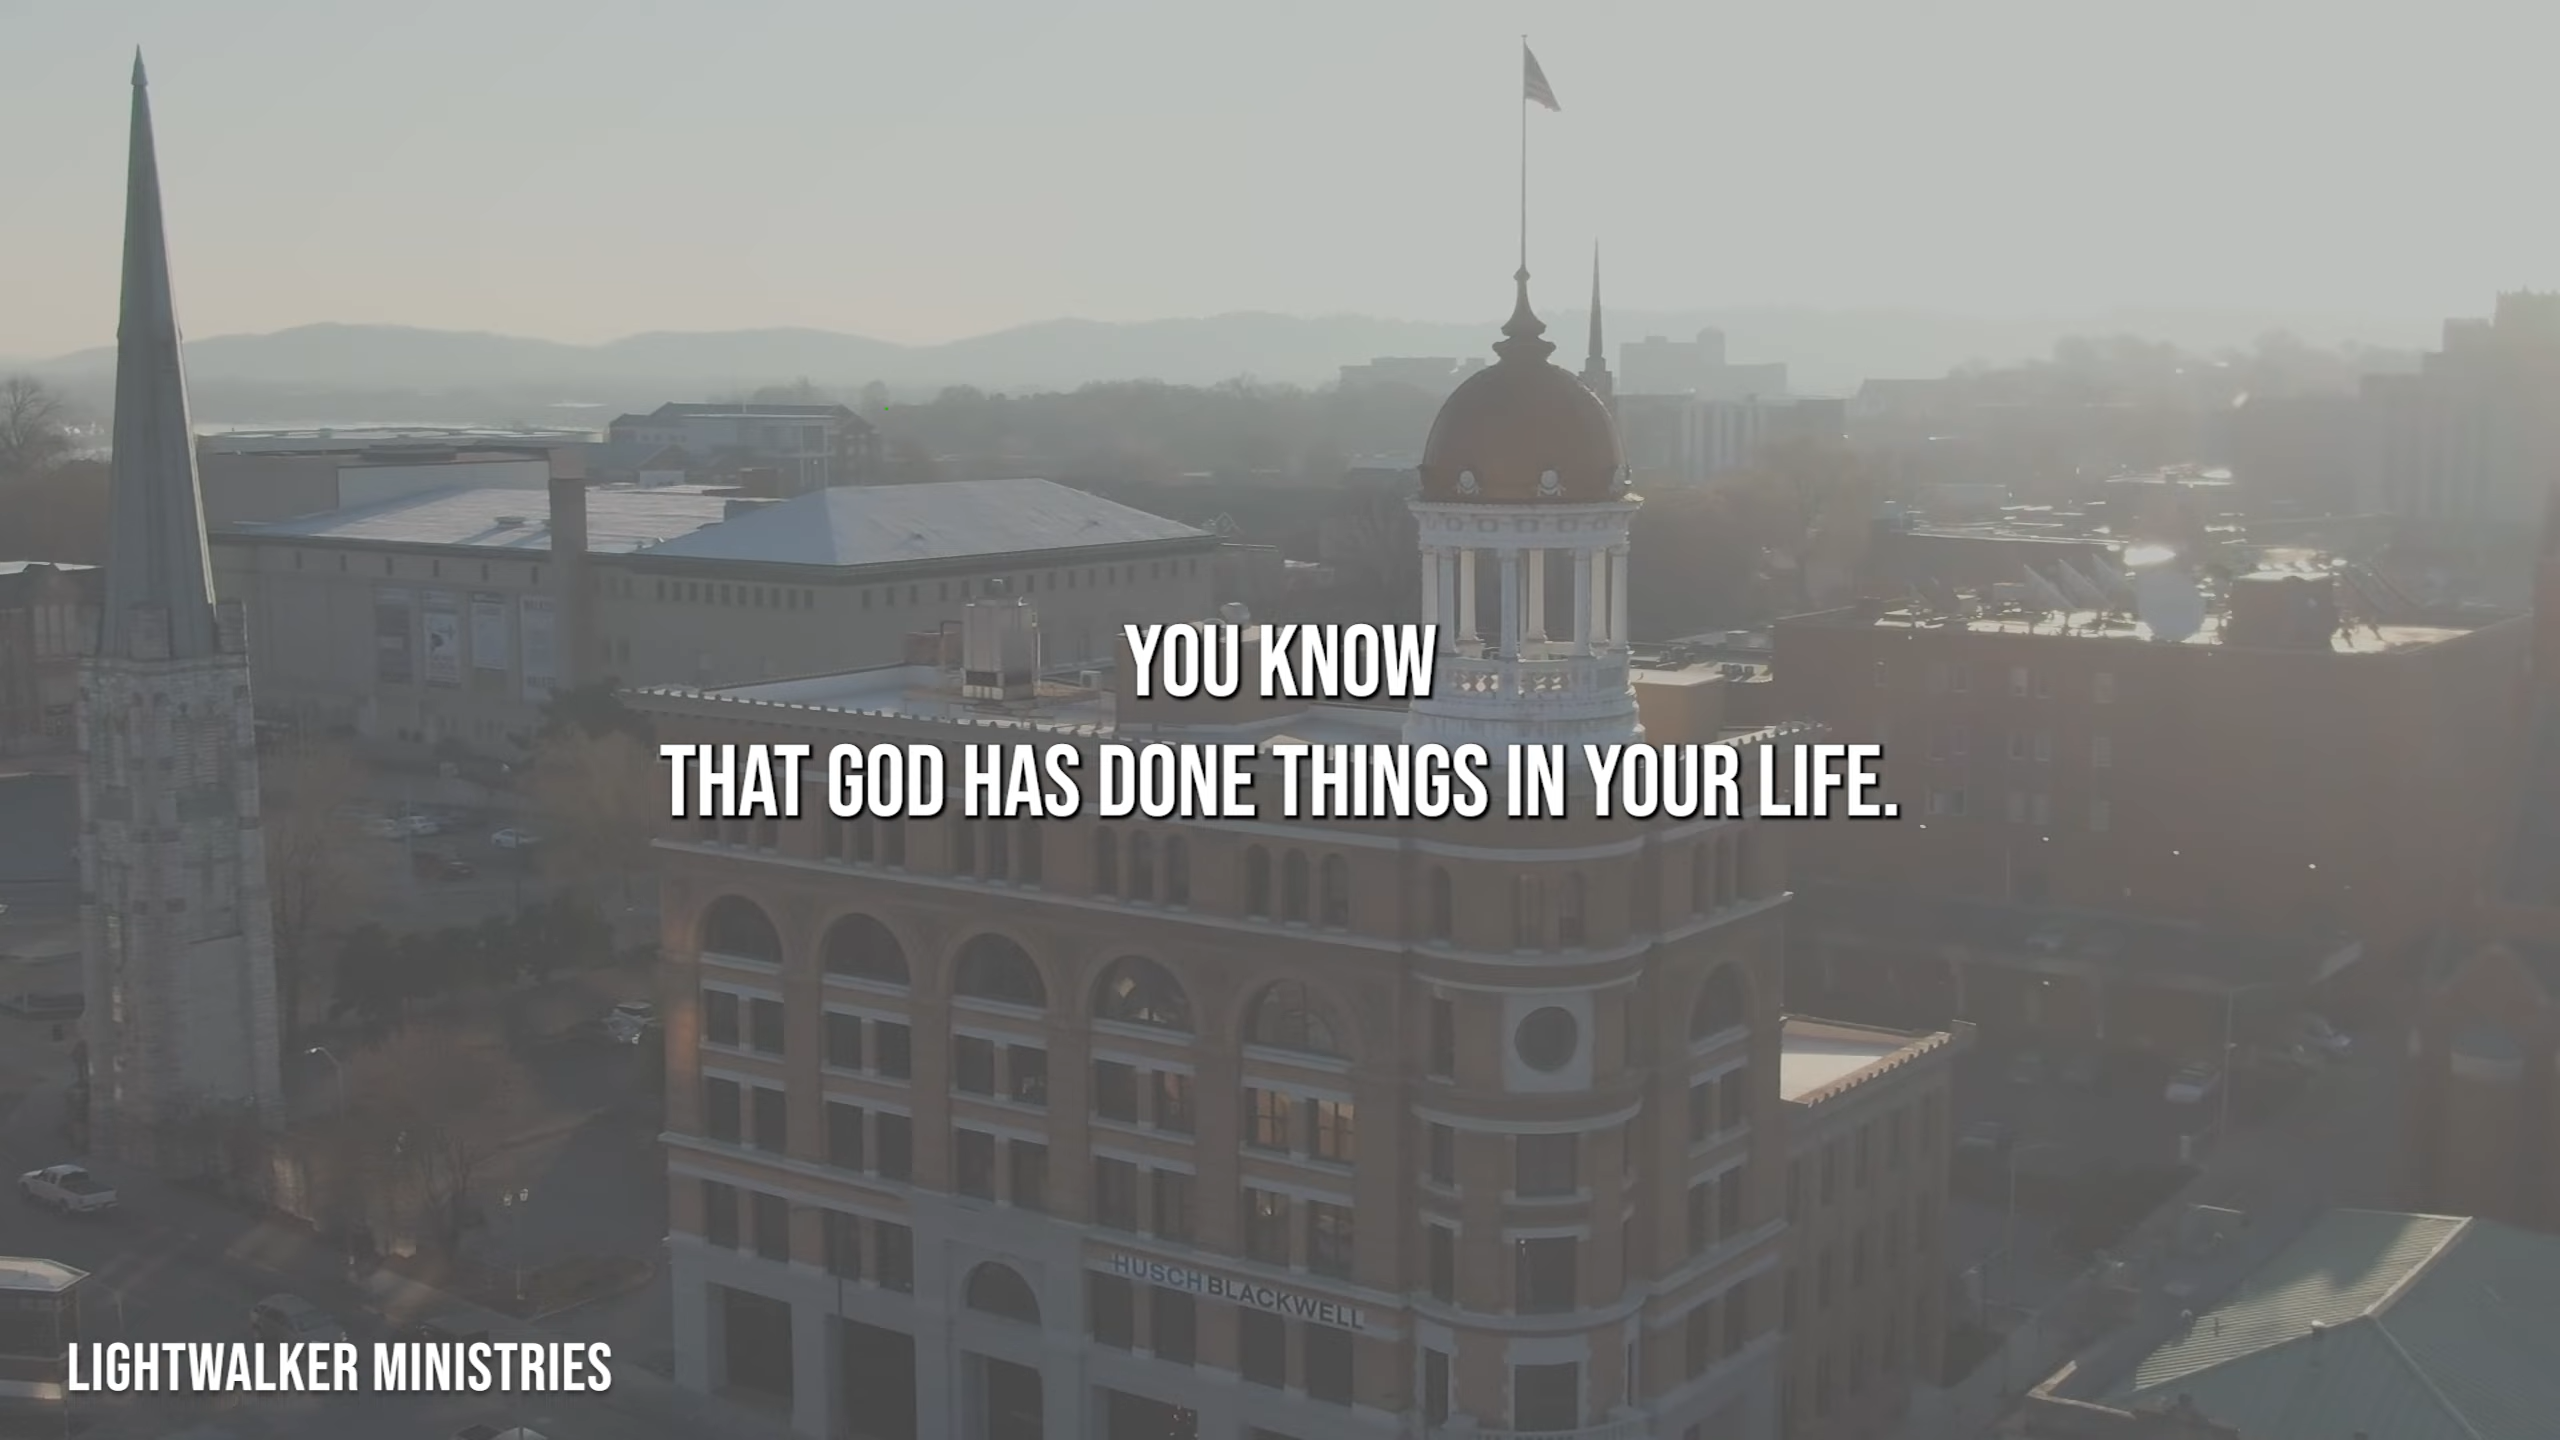 YOU KNOW
THAT GOD HAS DONE THINGS IN YOUR LIFE.
HUSCH BLACKWELL
LIGHTWALKER MINISTRIES